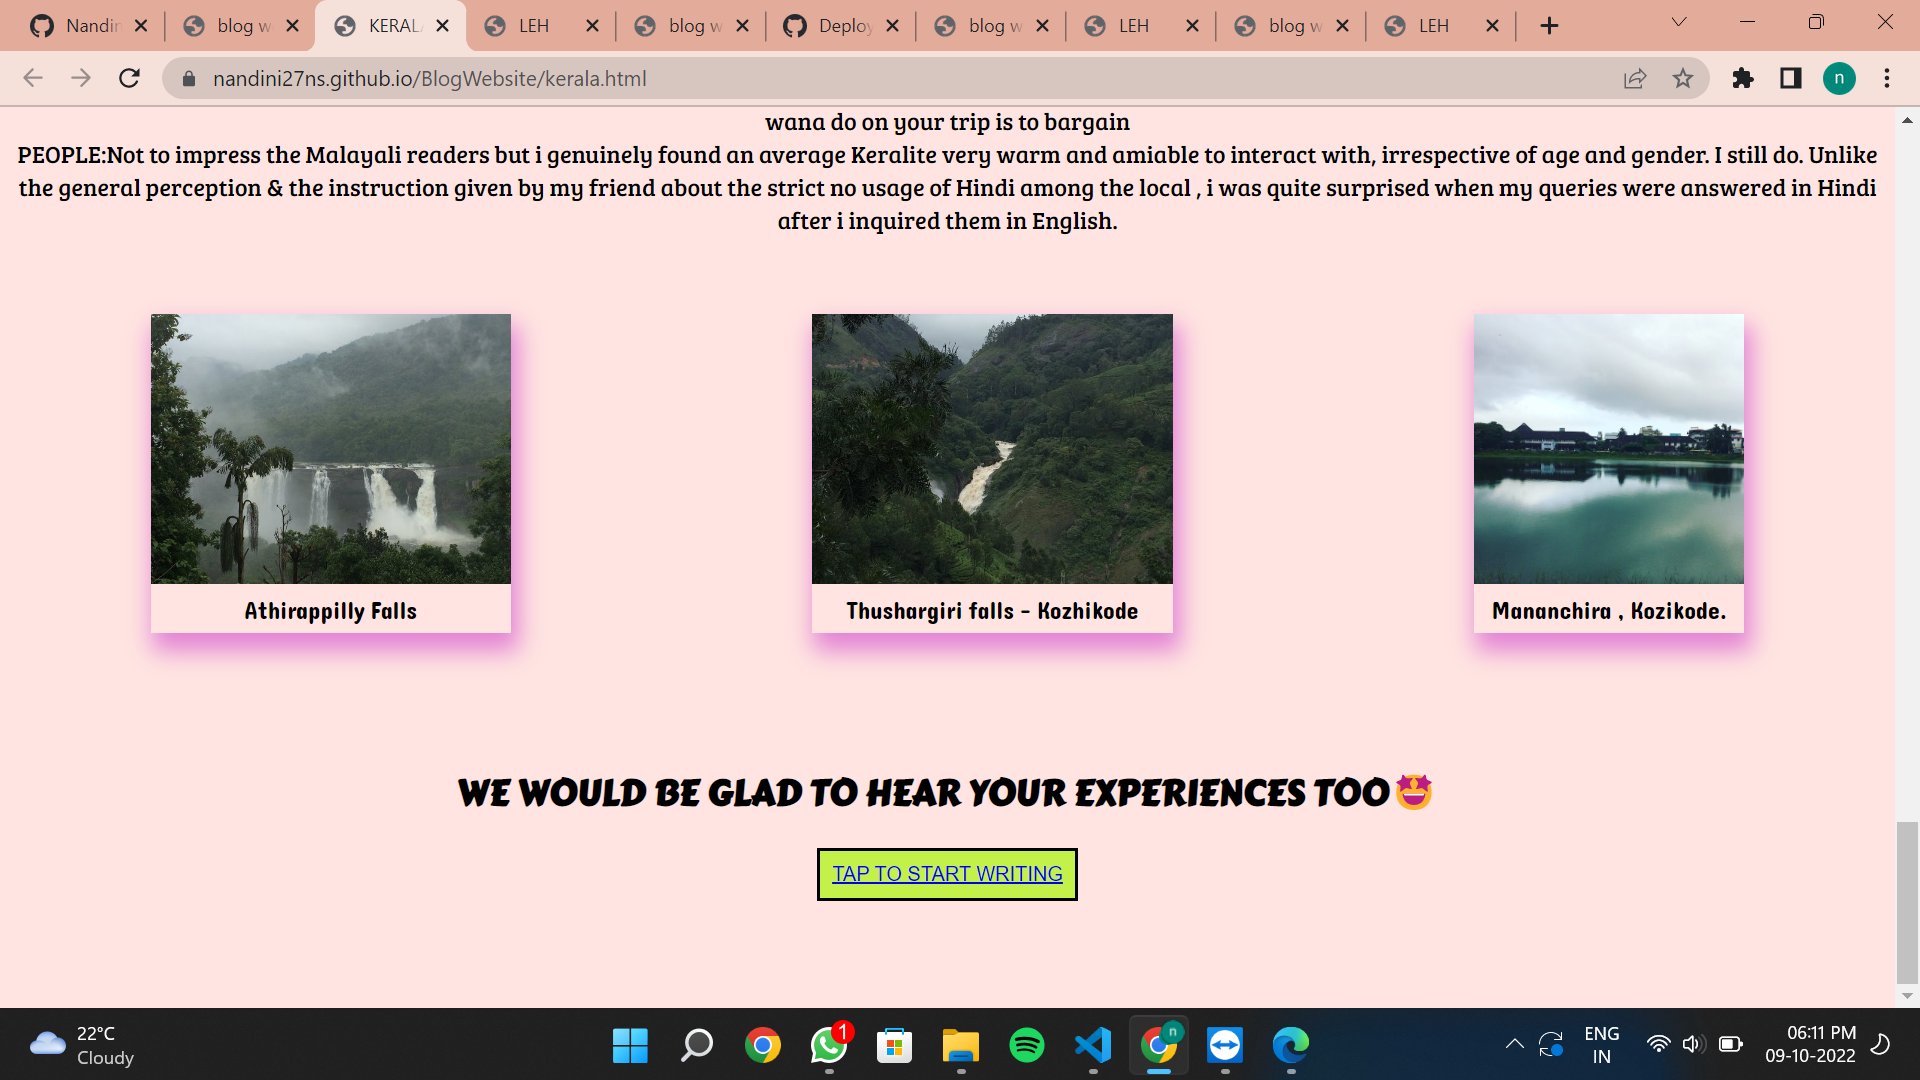 Nandin
blog w
KERAL
LEH
blog w
Deploy
blog w
LEH
blog w
LEH
nandini27ns.github.io/BlogWebsite/kerala.html
n
wana do on your trip is to bargain
PEOPLE:Not to impress the Malayali readers but i genuinely found an average Keralite very warm and amiable to interact with, irrespective of age and gender. I still do. Unlike
the general perception & the instruction given by my friend about the strict no usage of Hindi among the local , i was quite surprised when my queries were answered in Hindi
after i inquired them in English.
Athirappilly Falls
Thushargiri falls - Kozhikode
Mananchira , Kozikode.
WE WOULD BE GLAD TO HEAR YOUR EXPERIENCES TOO🤩
TAP TO START WRITING
22°C
Cloudy
1
n
ENG
IN
06:11 PM
09-10-2022